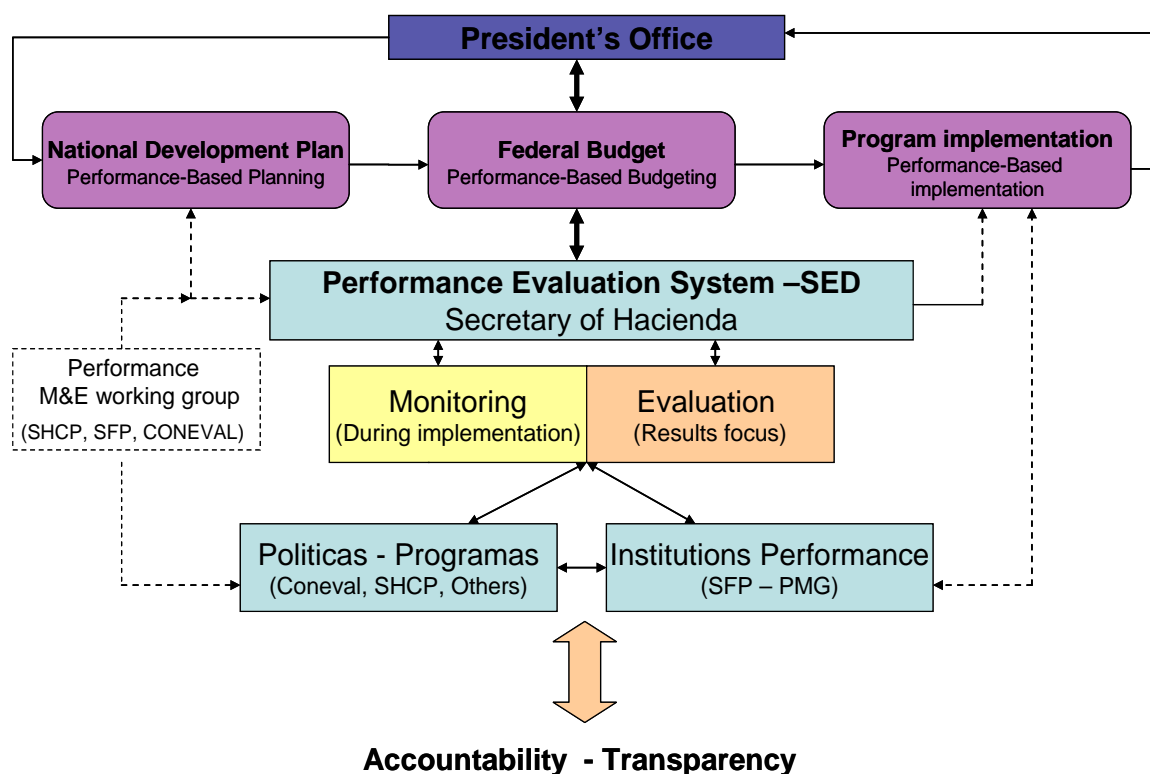 President's Office
National Development Plan
Performance-Based Planning
Federal Budget
Performance-Based Budgeting
Program implementation
Performance-Based
implementation
Performance Evaluation System –SED
Secretary of Hacienda
Performance
M&E working group
(SHCP, SFP, CONEVAL)
Monitoring
(During implementation)
Evaluation
(Results focus)
Politicas - Programas
(Coneval, SHCP, Others)
Institutions Performance
(SFP – PMG)
Accountability - Transparency